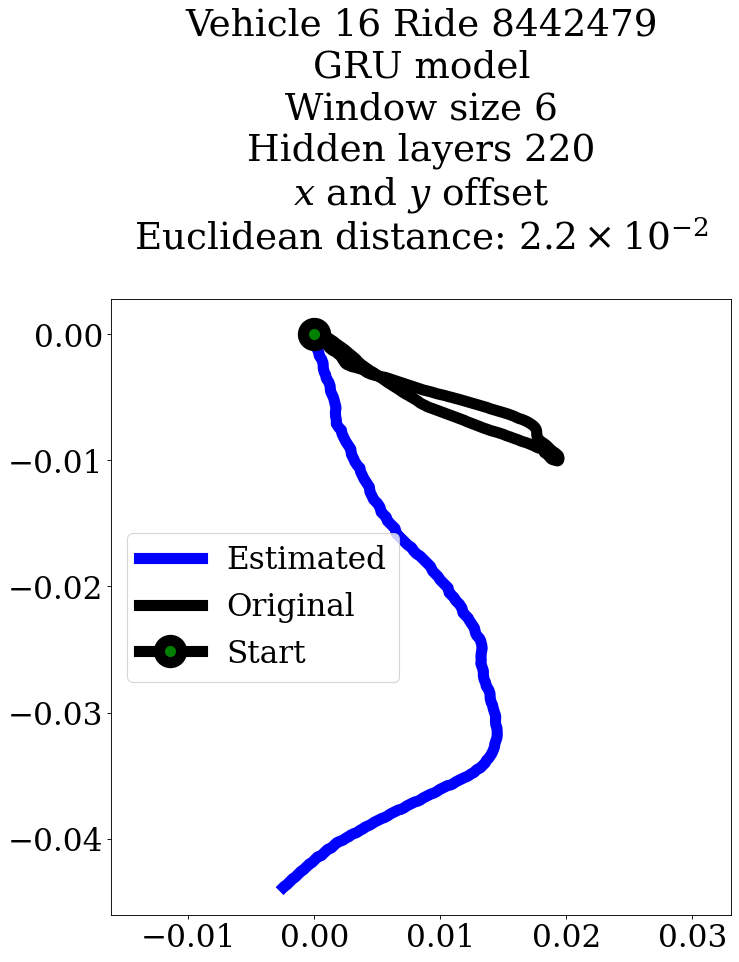 Vehicle 16 Ride 8442479
GRU model
Window size 6
Hidden layers 220
x and y offset
Euclidean distance: 2.2 × 10⁻²
0.00
−0.01
−0.02
−0.03
−0.04
Estimated
Original
Start
−0.01 0.00 0.01 0.02 0.03